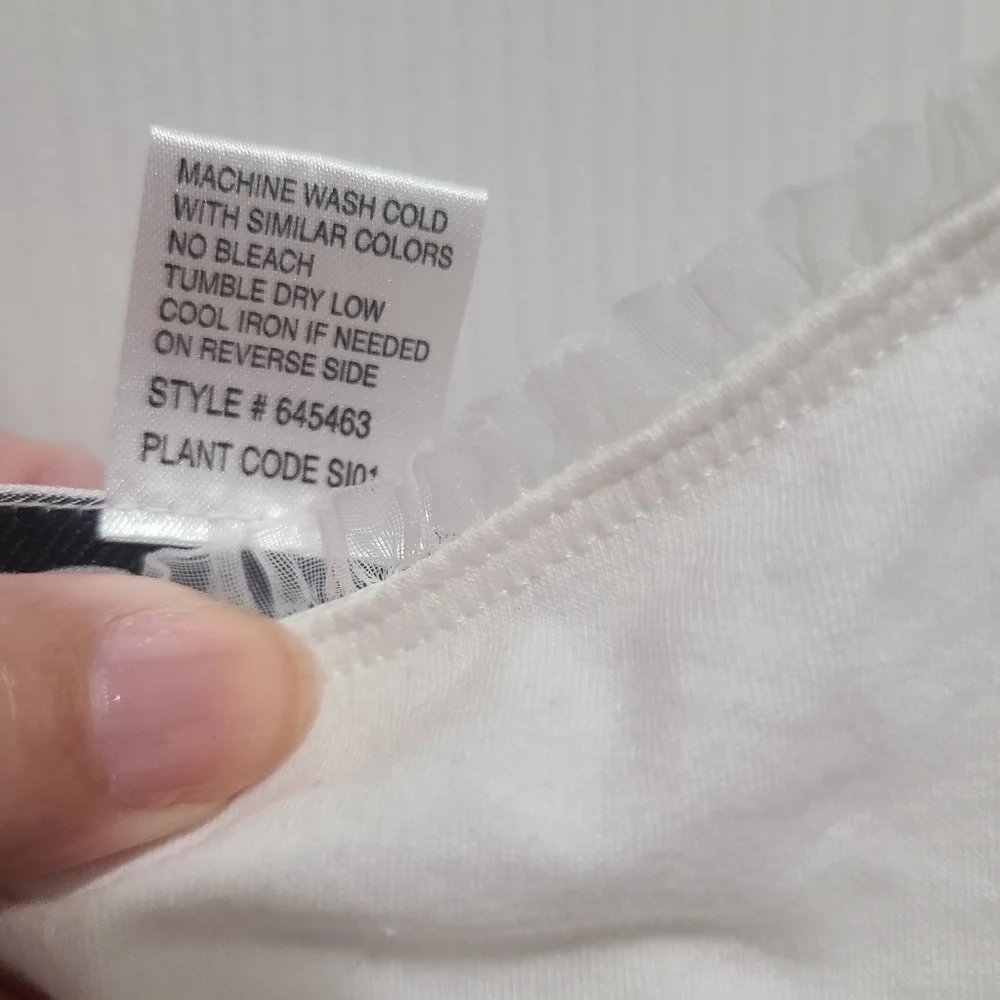 MACHINE WASH COLD
WITH SIMILAR COLORS
NO BLEACH
TUMBLE DRY LOW
COOL IRON IF NEEDED
ON REVERSE SIDE
STYLE # 645463
PLANT CODE SI01